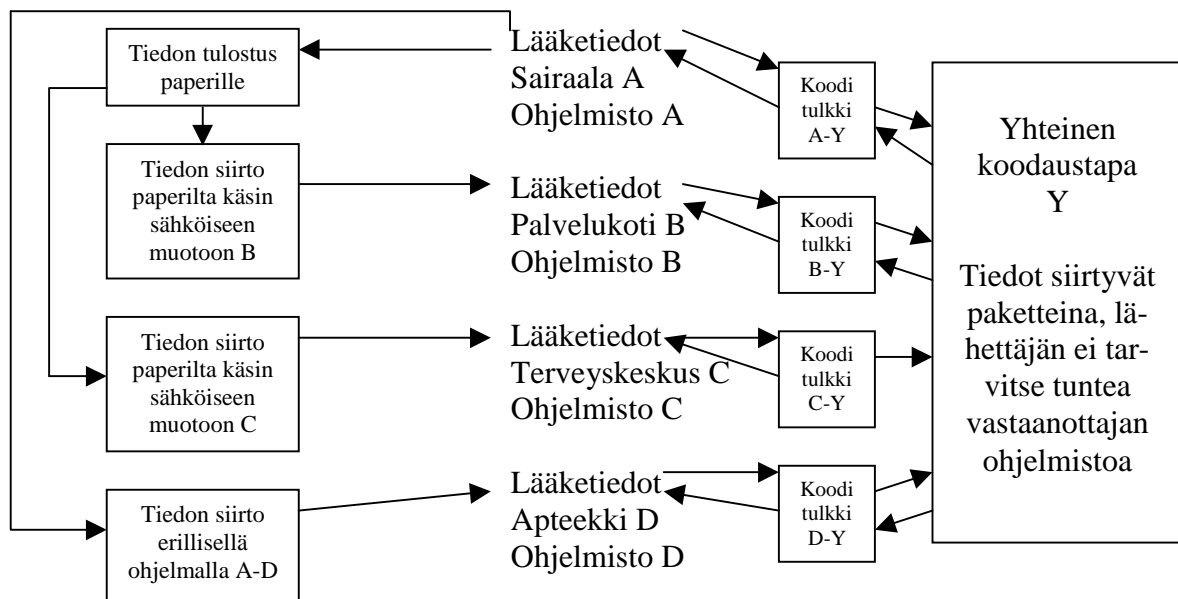 Tiedon tulostus
paperille
Tiedon siirto
paperilta käsin
sähköiseen
muotoon B
Tiedon siirto
paperilta käsin
sähköiseen
muotoon C
Tiedon siirto
erillisellä
ohjelmalla A-D
Lääketiedot
Sairaala A
Ohjelmisto A
Lääketiedot
Palvelukoti B
Ohjelmisto B
Lääketiedot
Terveyskeskus C
Ohjelmisto C
Lääketiedot
Apteekki D
Ohjelmisto D
Koodi
tulkki
A-Y
Koodi
tulkki
B-Y
Koodi
tulkki
C-Y
Koodi
tulkki
D-Y
Yhteinen
koodaustapa
Y
Tiedot siirtyvät
paketteina, lä-
hettäjän ei tar-
vitse tuntea
vastaanottajan
ohjelmistoa